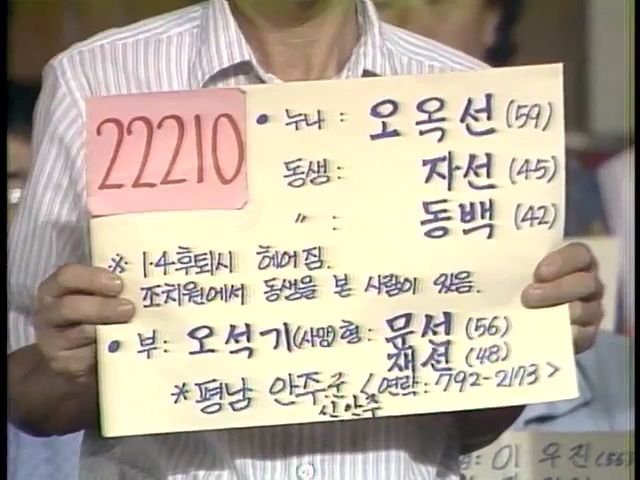 22210
• 누나 : 오옥선 (59)
동생 : 자선 (45)
〃 : 동백 (42)
※ 1·4후퇴시 헤어짐.
조치원에서 동생을 본 사람이 있음.
• 부 : 오석기 (사망) 형 : 문선 (56)
재선 (48)
* 평남 안주군 <연락 : 792-2173>
신안주
이우진 (55)